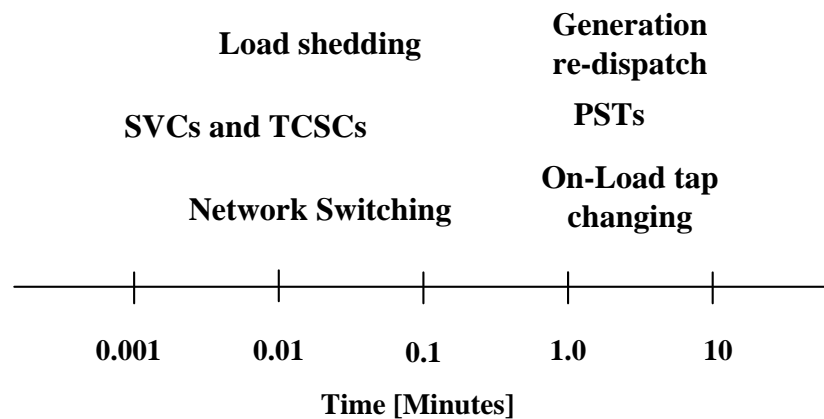 Load shedding
Generation
re-dispatch
SVCs and TCSCs
PSTs
Network Switching
On-Load tap
changing
0.001
0.01
0.1
1.0
10
Time [Minutes]